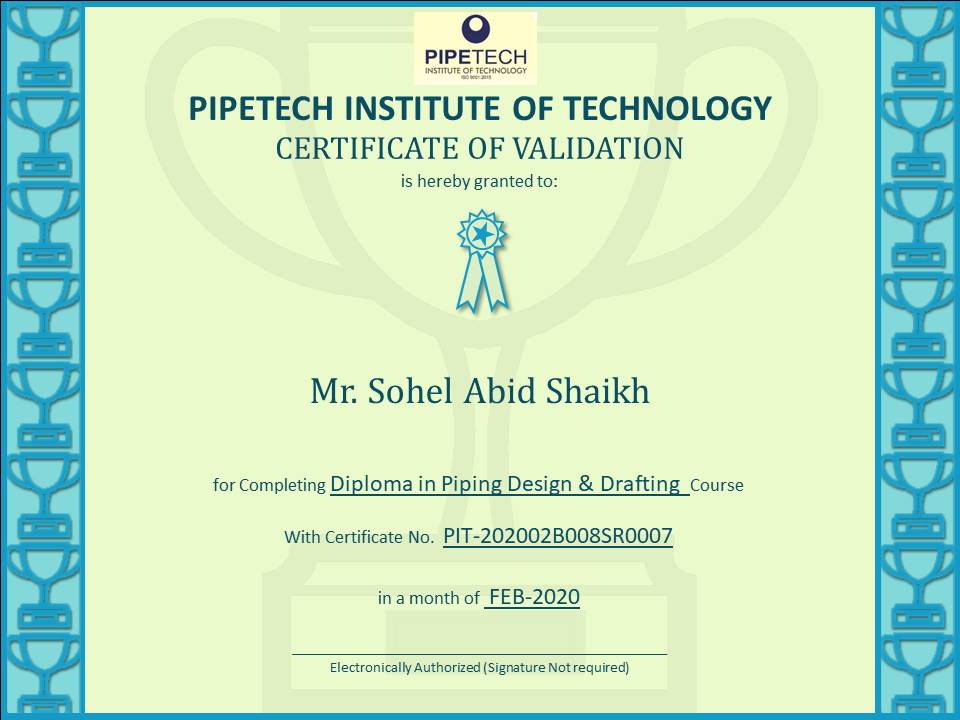 PIPETECH
INSTITUTE OF TECHNOLOGY
ISO 9001:2015
PIPETECH INSTITUTE OF TECHNOLOGY
CERTIFICATE OF VALIDATION
is hereby granted to:
Mr. Sohel Abid Shaikh
for Completing Diploma in Piping Design & Drafting Course
With Certificate No. PIT-202002B008SR0007
in a month of FEB-2020
Electronically Authorized (Signature Not required)